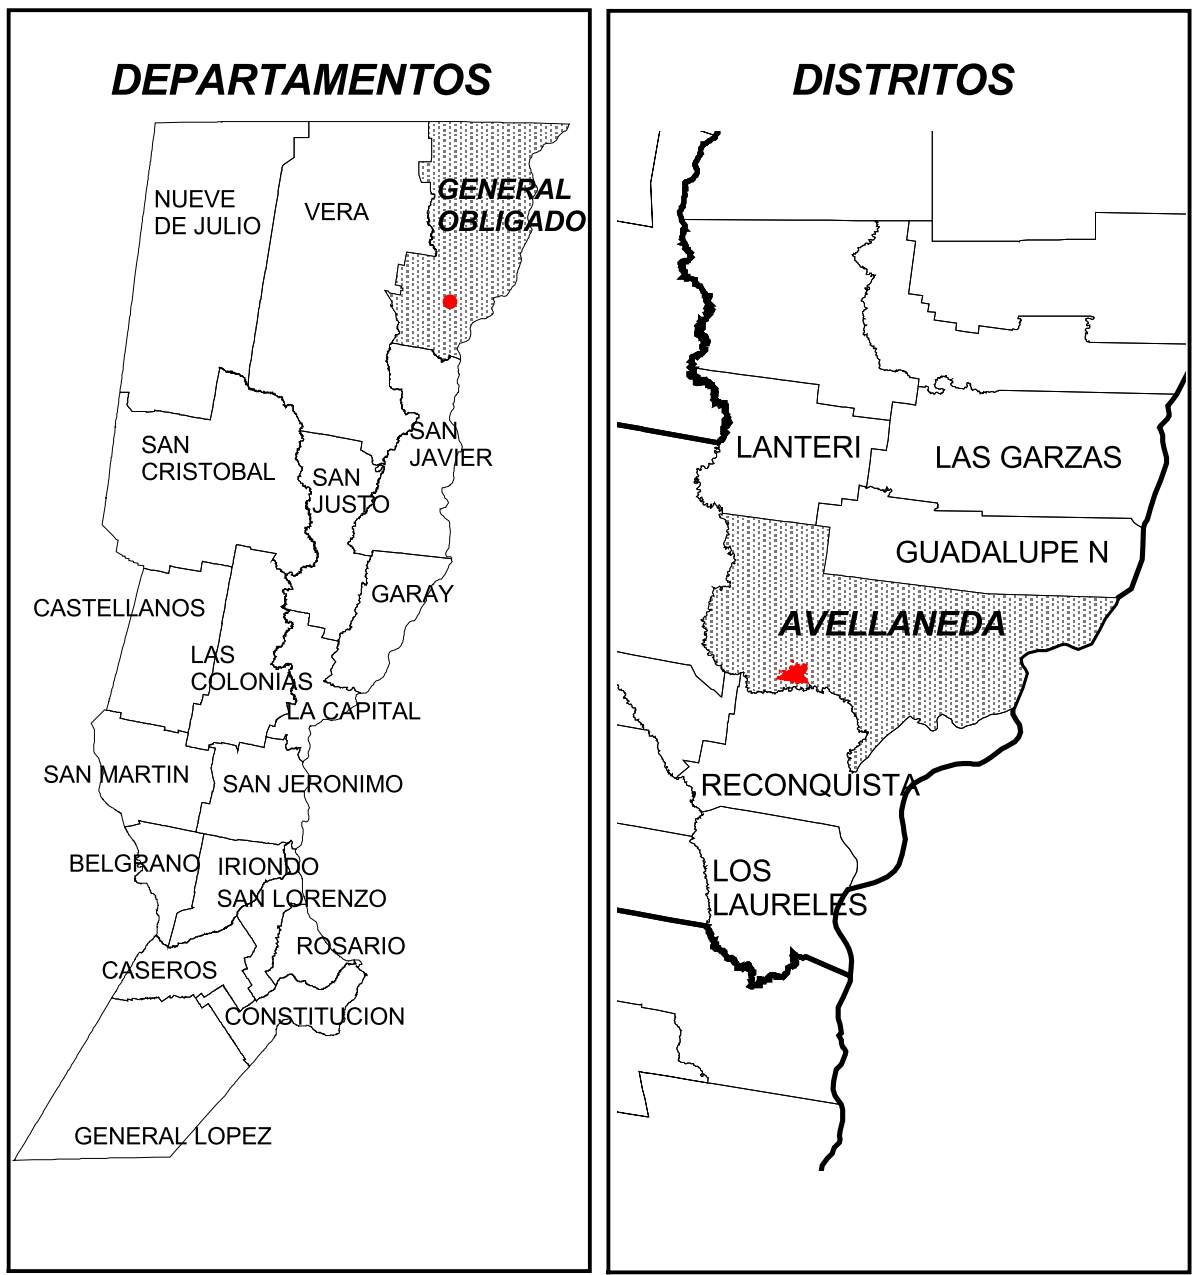 DEPARTAMENTOS
NUEVE
DE JULIO
VERA
GENERAL
OBLIGADO
SAN
CRISTOBAL
SAN
JUSTO
SAN
JAVIER
GARAY
CASTELLANOS
LAS
COLONIAS
LA CAPITAL
SAN MARTIN
SAN JERONIMO
BELGRANO
IRIONDO
SAN LORENZO
ROSARIO
CASEROS
CONSTITUCION
GENERAL LOPEZ
DISTRITOS
LANTERI
LAS GARZAS
GUADALUPE N
AVELLANEDA
RECONQUISTA
LOS
LAURELES